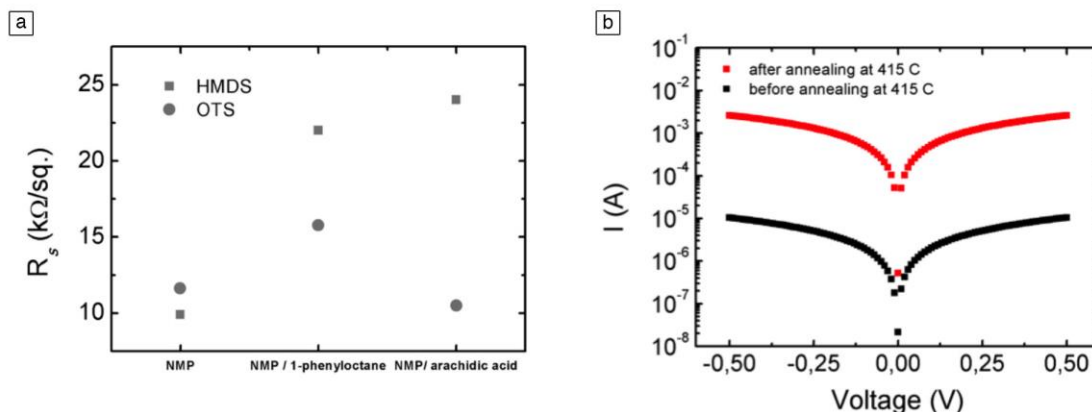 a
25
20
15
10
R_s (kΩ/sq.)
HMDS
OTS
NMP
NMP / 1-phenyloctane
NMP/ arachidic acid
b
10⁻¹
10⁻²
10⁻³
10⁻⁴
10⁻⁵
10⁻⁶
10⁻⁷
10⁻⁸
I (A)
after annealing at 415 C
before annealing at 415 C
-0,50
-0,25
0,00
0,25
0,50
Voltage (V)